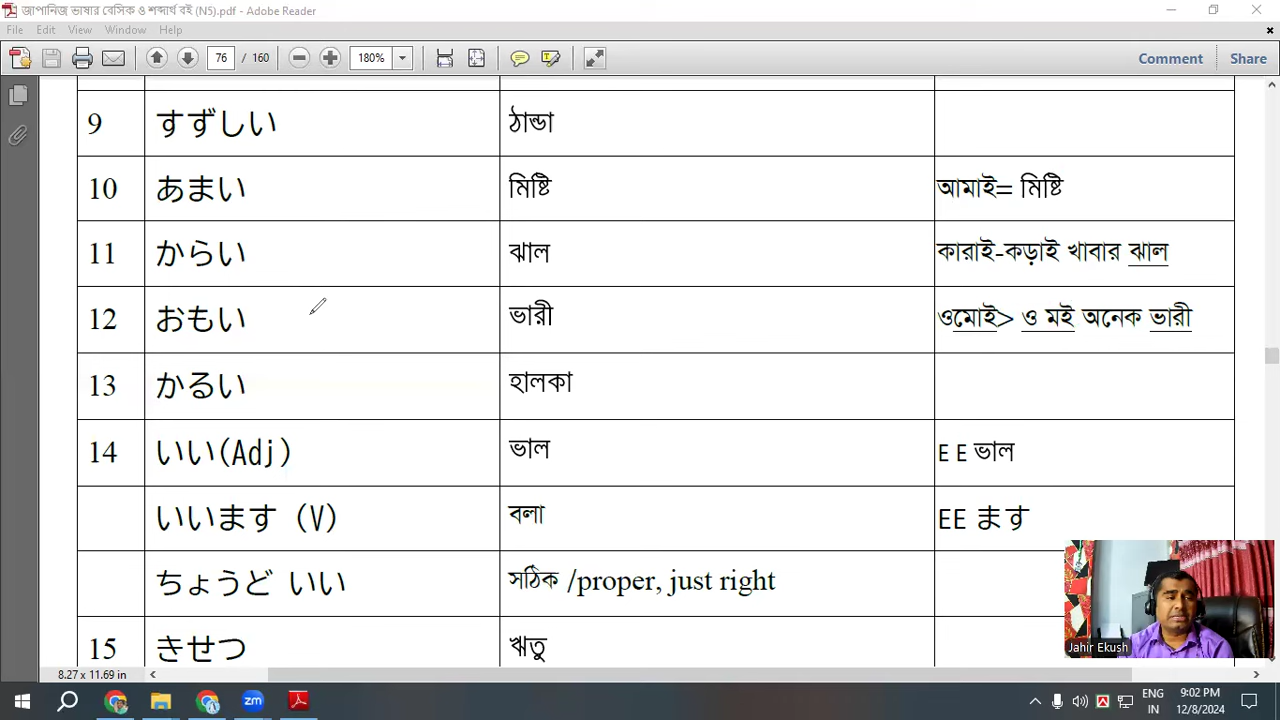 জাপানিজ ভাষার বেসিক ও শব্দার্থ বই (N5).pdf - Adobe Reader
File Edit View Window Help
76 / 160 180% Comment Share
9 すずしい ঠান্ডা
10 あまい মিষ্টি আমাই= মিষ্টি
11 からい ঝাল কারাই-কড়াই খাবার ঝাল
12 おもい ভারী ওমোই> ও মই অনেক ভারী
13 かるい হালকা
14 いい(Adj) ভাল E E ভাল
いいます (V) বলা EE ます
ちょうど いい সঠিক /proper, just right
15 きせつ ঋতু
Jahir Ekush
8.27 x 11.69 in
zm
ENG
IN
9:02 PM
12/8/2024